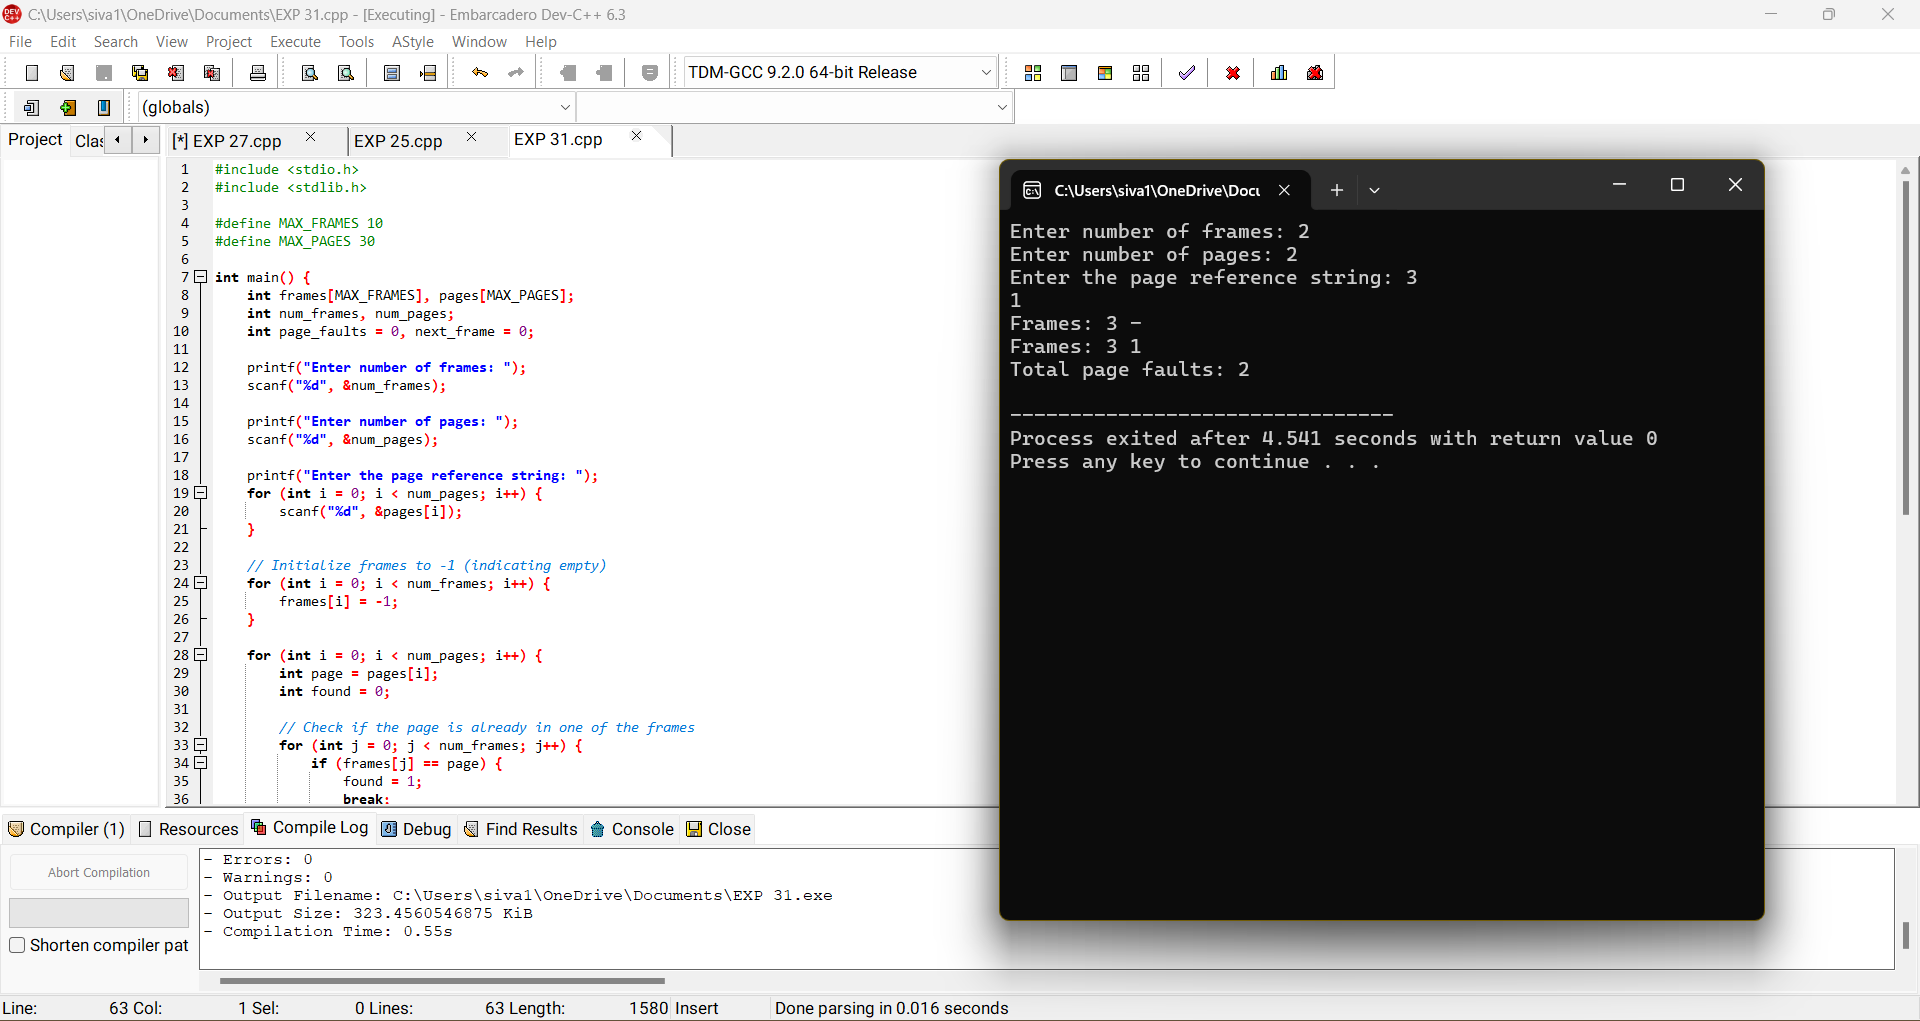 C:\Users\siva1\OneDrive\Documents\EXP 31.cpp - [Executing] - Embarcadero Dev-C++ 6.3
File Edit Search View Project Execute Tools AStyle Window Help
TDM-GCC 9.2.0 64-bit Release
(globals)
Project Clas
[*] EXP 27.cpp EXP 25.cpp EXP 31.cpp
1 #include <stdio.h>
2 #include <stdlib.h>
3
4 #define MAX_FRAMES 10
5 #define MAX_PAGES 30
6
7 int main() {
8 int frames[MAX_FRAMES], pages[MAX_PAGES];
9 int num_frames, num_pages;
10 int page_faults = 0, next_frame = 0;
11
12 printf("Enter number of frames: ");
13 scanf("%d", &num_frames);
14
15 printf("Enter number of pages: ");
16 scanf("%d", &num_pages);
17
18 printf("Enter the page reference string: ");
19 for (int i = 0; i < num_pages; i++) {
20 scanf("%d", &pages[i]);
21 }
22
23 // Initialize frames to -1 (indicating empty)
24 for (int i = 0; i < num_frames; i++) {
25 frames[i] = -1;
26 }
27
28 for (int i = 0; i < num_pages; i++) {
29 int page = pages[i];
30 int found = 0;
31
32 // Check if the page is already in one of the frames
33 for (int j = 0; j < num_frames; j++) {
34 if (frames[j] == page) {
35 found = 1;
36 break;
C:\Users\siva1\OneDrive\Docu
Enter number of frames: 2
Enter number of pages: 2
Enter the page reference string: 3
1
Frames: 3 -
Frames: 3 1
Total page faults: 2
--------------------------------
Process exited after 4.541 seconds with return value 0
Press any key to continue . . .
Compiler (1) Resources Compile Log Debug Find Results Console Close
Abort Compilation
Shorten compiler pat
- Errors: 0
- Warnings: 0
- Output Filename: C:\Users\siva1\OneDrive\Documents\EXP 31.exe
- Output Size: 323.4560546875 KiB
- Compilation Time: 0.55s
Line: 63 Col: 1 Sel: 0 Lines: 63 Length: 1580 Insert Done parsing in 0.016 seconds